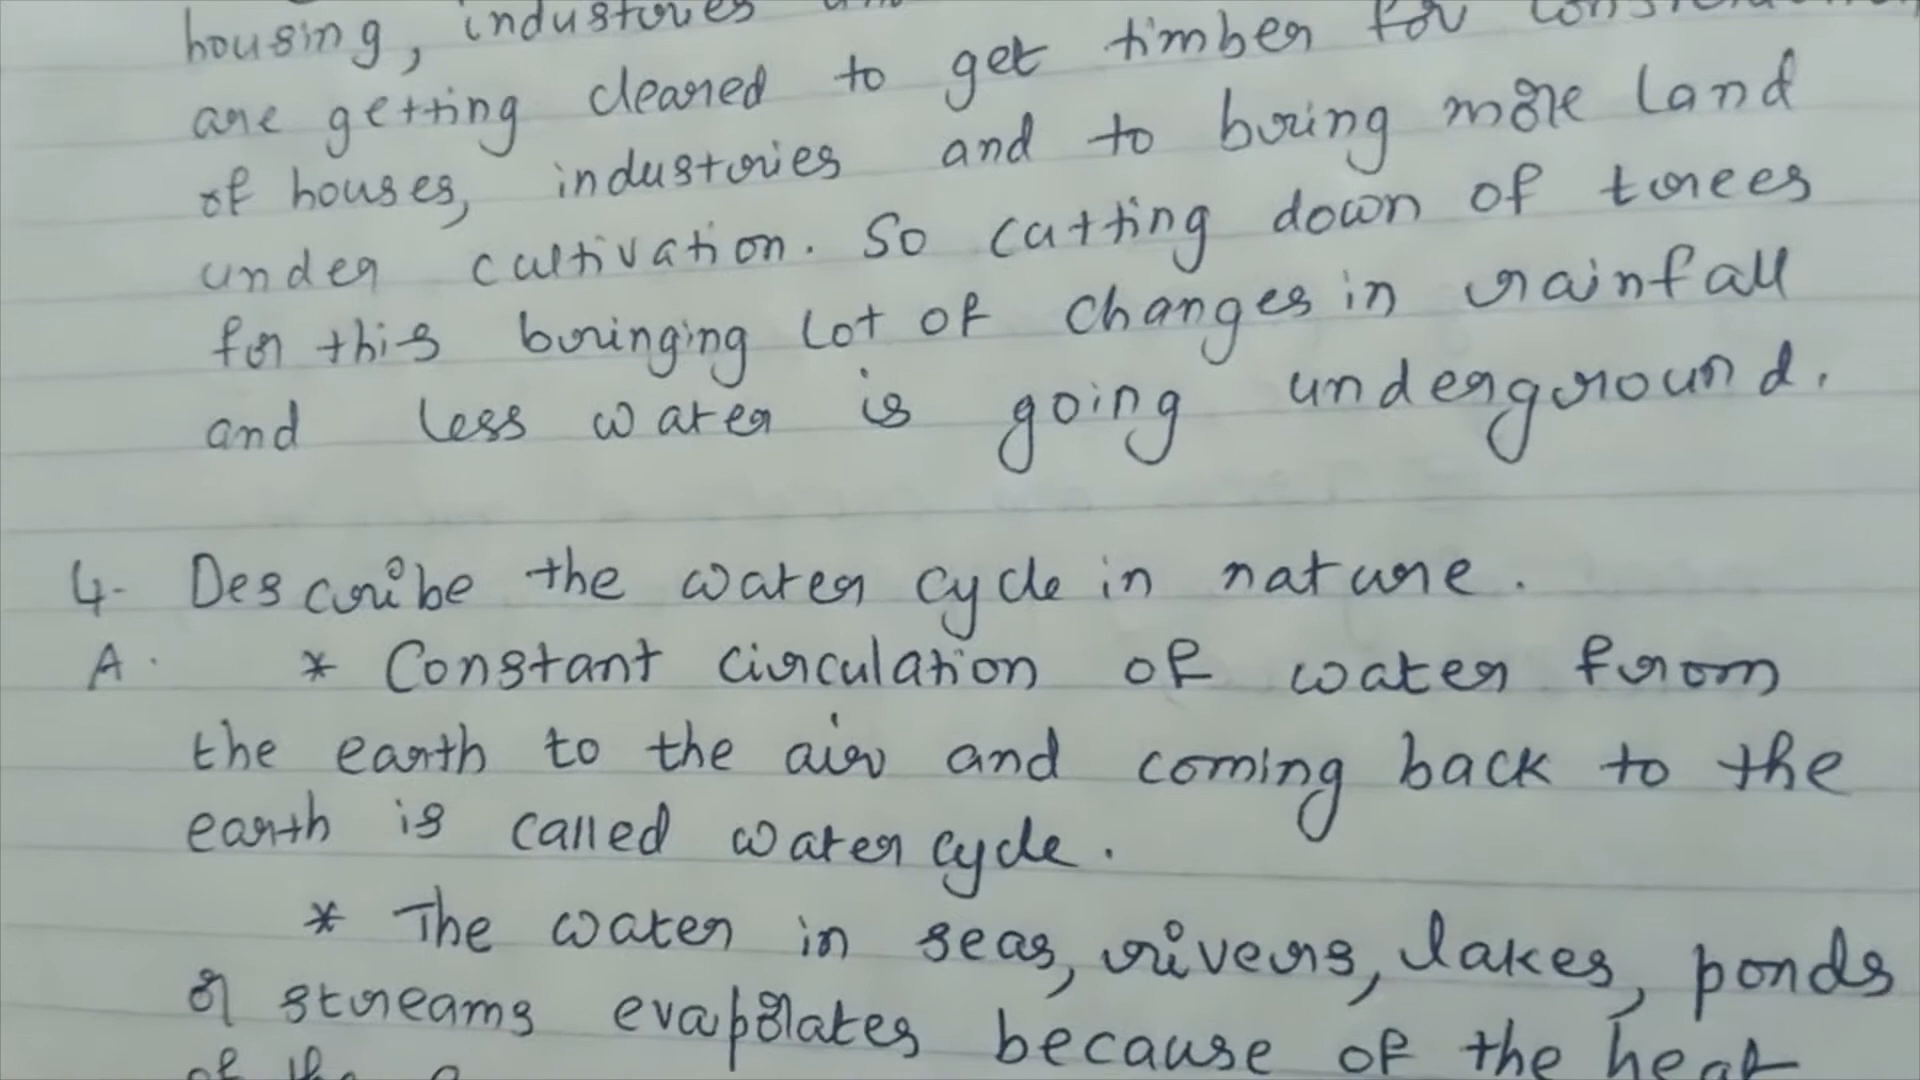 housing, industries
are getting cleared to get timber for
of houses, industories and to bring more land
under cultivation. So cutting down of trees
for this bringing lot of changes in rainfall
and less water is going underground.
4. Describe the water cycle in nature.
A. * Constant circulation of water from
the earth to the air and coming back to the
earth is called water cycle.
* The water in seas, rivers, lakes, ponds
or streams evaporates because of the heat
of the